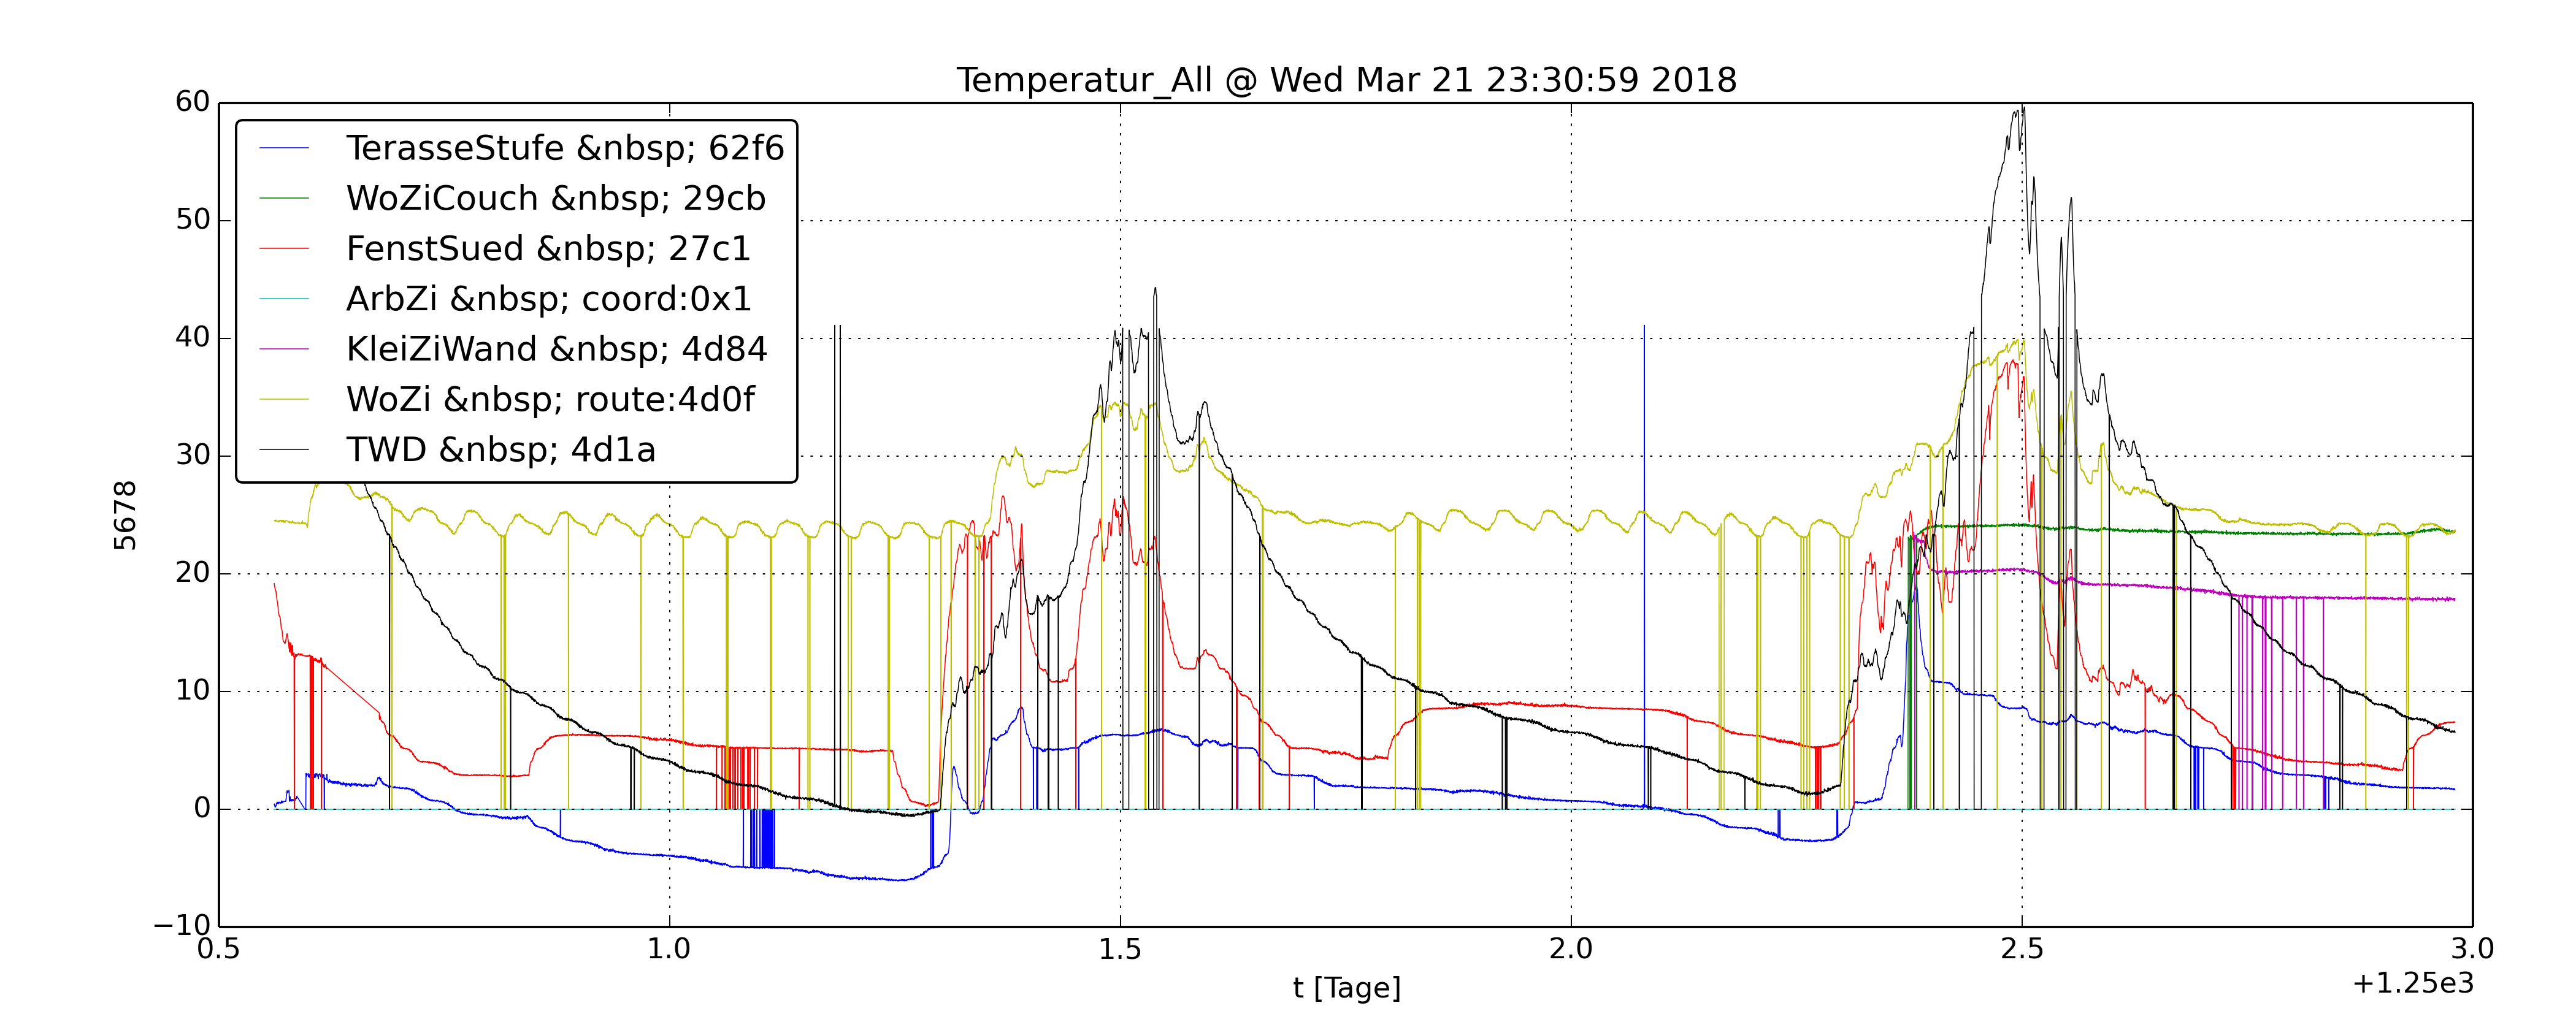 Temperatur_All @ Wed Mar 21 23:30:59 2018
60
50
40
30
20
10
0
−10
5678
TerasseStufe &nbsp; 62f6
WoZiCouch &nbsp; 29cb
FenstSued &nbsp; 27c1
ArbZi &nbsp; coord:0x1
KleiZiWand &nbsp; 4d84
WoZi &nbsp; route:4d0f
TWD &nbsp; 4d1a
0.5 1.0 1.5 2.0 2.5 3.0
t [Tage]
+1.25e3